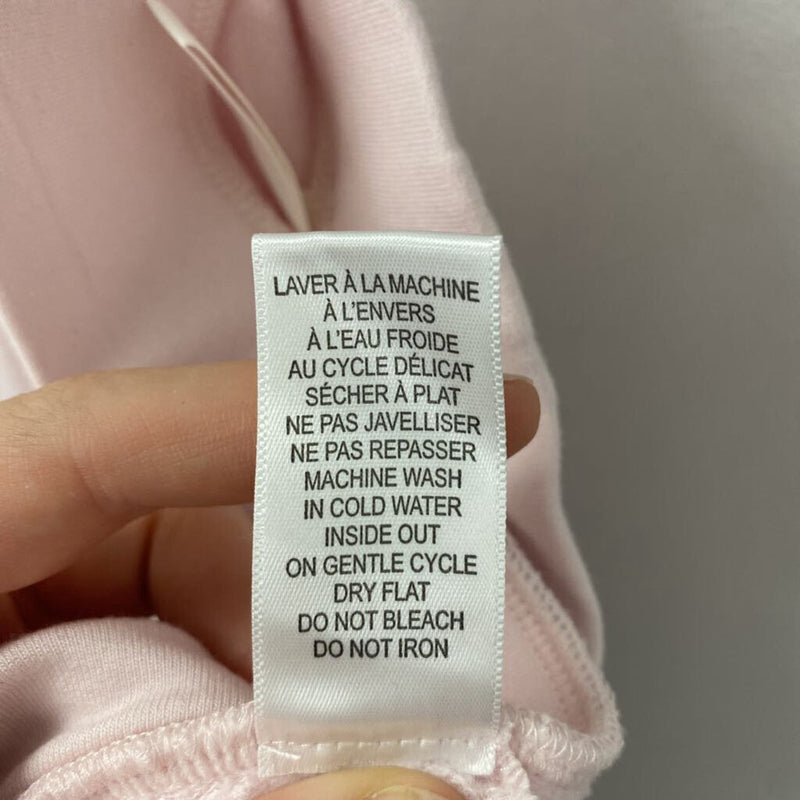 LAVER À LA MACHINE
À L'ENVERS
À L'EAU FROIDE
AU CYCLE DÉLICAT
SÉCHER À PLAT
NE PAS JAVELLISER
NE PAS REPASSER
MACHINE WASH
IN COLD WATER
INSIDE OUT
ON GENTLE CYCLE
DRY FLAT
DO NOT BLEACH
DO NOT IRON